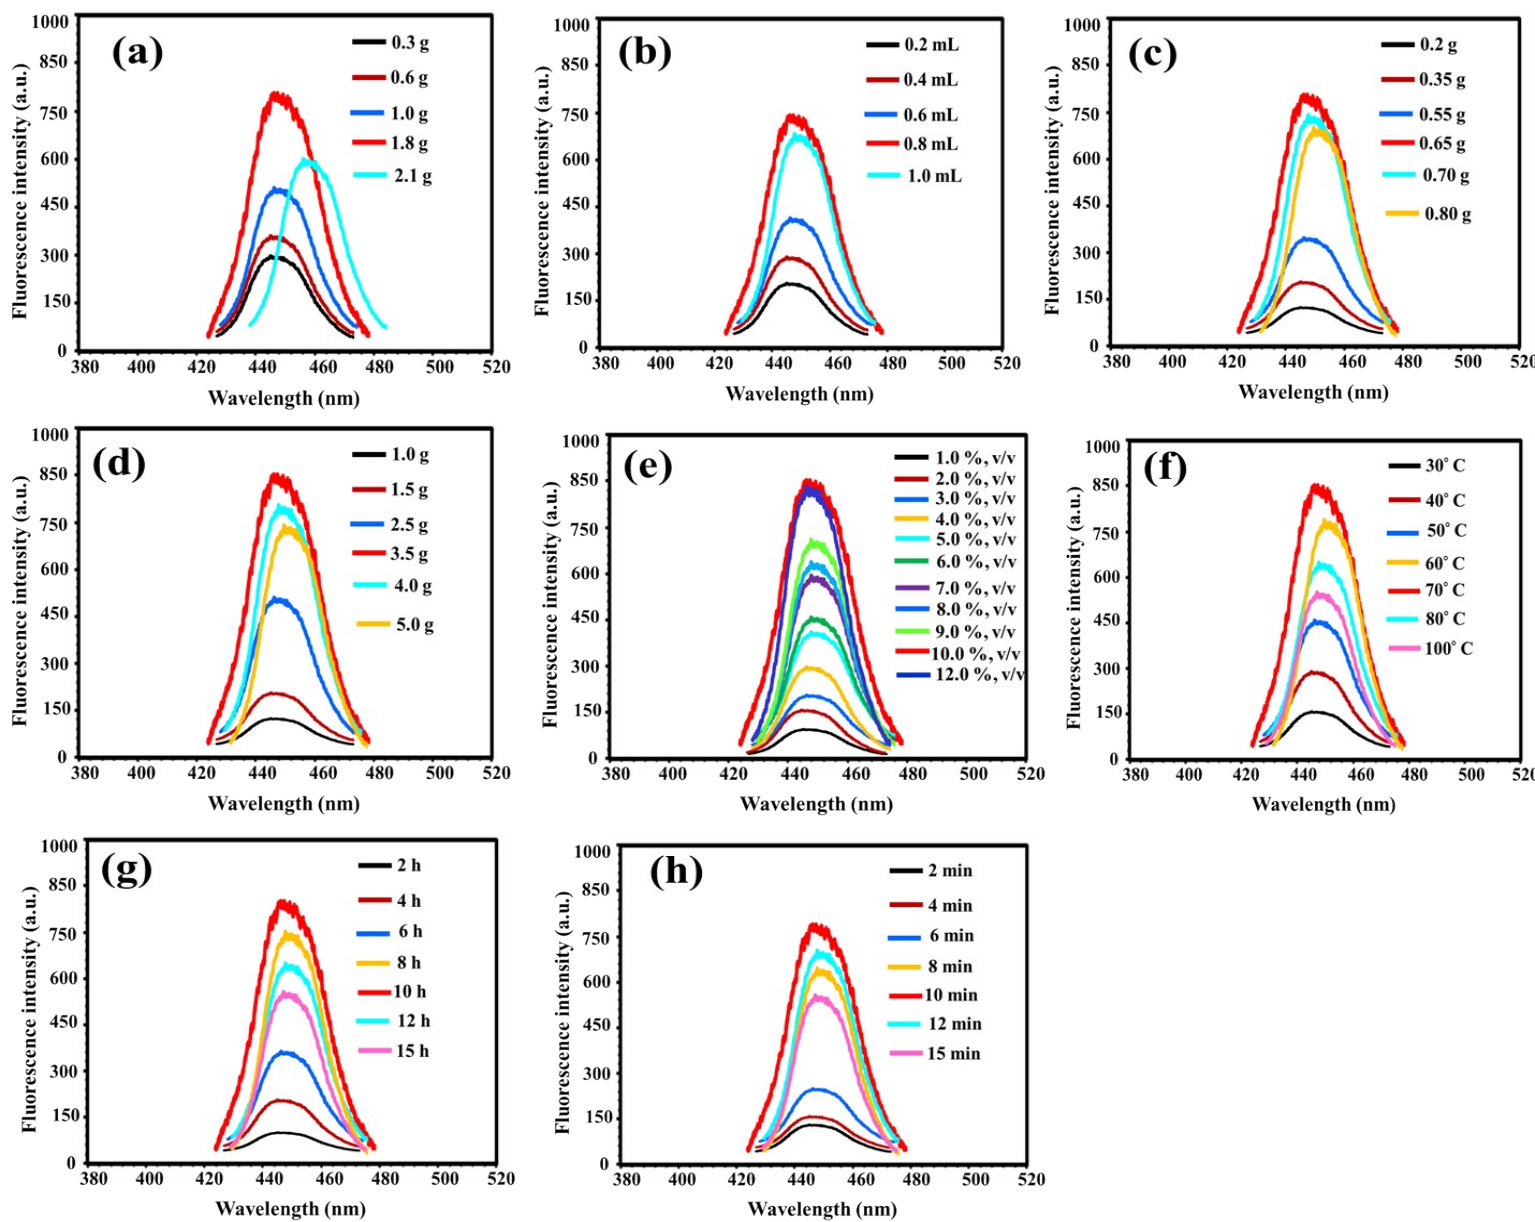 (a)
Fluorescence intensity (a.u.)
1000
850
750
600
450
300
150
0
380 400 420 440 460 480 500 520
Wavelength (nm)
0.3 g
0.6 g
1.0 g
1.8 g
2.1 g
(b)
Fluorescence intensity (a.u.)
1000
850
750
600
450
300
150
0
380 400 420 440 460 480 500 520
Wavelength (nm)
0.2 mL
0.4 mL
0.6 mL
0.8 mL
1.0 mL
(c)
Fluorescence intensity (a.u.)
1000
850
750
600
450
300
150
0
380 400 420 440 460 480 500 520
Wavelength (nm)
0.2 g
0.35 g
0.55 g
0.65 g
0.70 g
0.80 g
(d)
Fluorescence intensity (a.u.)
1000
850
750
600
450
300
150
0
380 400 420 440 460 480 500 520
Wavelength (nm)
1.0 g
1.5 g
2.5 g
3.5 g
4.0 g
5.0 g
(e)
Fluorescence intensity (a.u.)
1000
850
750
600
450
300
150
0
380 400 420 440 460 480 500 520
Wavelength (nm)
1.0 %, v/v
2.0 %, v/v
3.0 %, v/v
4.0 %, v/v
5.0 %, v/v
6.0 %, v/v
7.0 %, v/v
8.0 %, v/v
9.0 %, v/v
10.0 %, v/v
12.0 %, v/v
(f)
Fluorescence intensity (a.u.)
1000
850
750
600
450
300
150
0
380 400 420 440 460 480 500 520
Wavelength (nm)
30° C
40° C
50° C
60° C
70° C
80° C
100° C
(g)
Fluorescence intensity (a.u.)
1000
850
750
600
450
300
150
0
380 400 420 440 460 480 500 520
Wavelength (nm)
2 h
4 h
6 h
8 h
10 h
12 h
15 h
(h)
Fluorescence intensity (a.u.)
1000
850
750
600
450
300
150
0
380 400 420 440 460 480 500 520
Wavelength (nm)
2 min
4 min
6 min
8 min
10 min
12 min
15 min